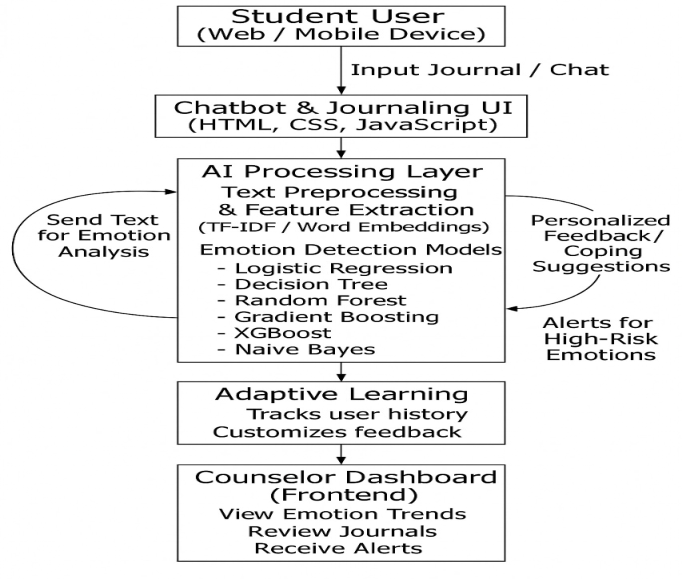 Student User
(Web / Mobile Device)
Input Journal / Chat
Chatbot & Journaling UI
(HTML, CSS, JavaScript)
AI Processing Layer
Text Preprocessing
& Feature Extraction
(TF-IDF / Word Embeddings)
Emotion Detection Models
- Logistic Regression
- Decision Tree
- Random Forest
- Gradient Boosting
- XGBoost
- Naive Bayes
Send Text
for Emotion
Analysis
Personalized
Feedback/
Coping
Suggestions
Alerts for
High-Risk
Emotions
Adaptive Learning
Tracks user history
Customizes feedback
Counselor Dashboard
(Frontend)
View Emotion Trends
Review Journals
Receive Alerts